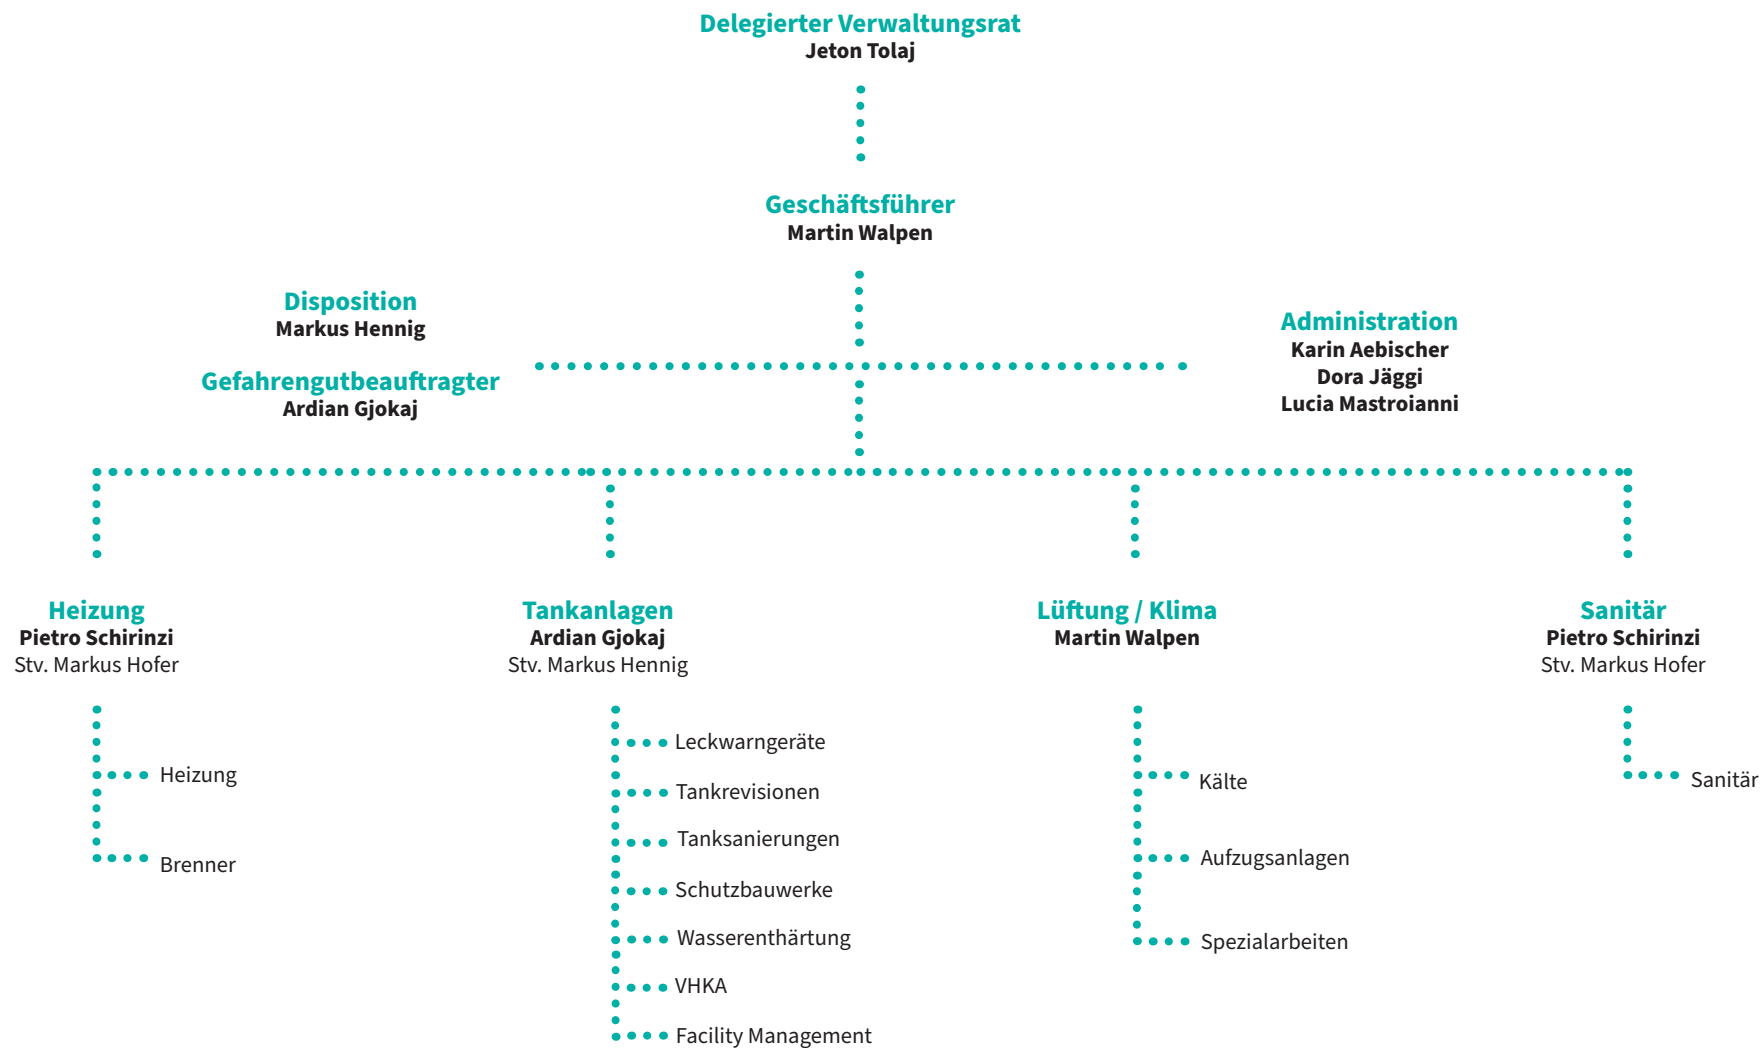 Delegierter Verwaltungsrat
Jeton Tolaj
Geschäftsführer
Martin Walpen
Disposition
Markus Hennig
Gefahrengutbeauftragter
Ardian Gjokaj
Administration
Karin Aebischer
Dora Jäggi
Lucia Mastroianni
Heizung
Pietro Schirinzi
Stv. Markus Hofer
Heizung
Brenner
Tankanlagen
Ardian Gjokaj
Stv. Markus Hennig
Leckwarngeräte
Tankrevisionen
Tanksanierungen
Schutzbauwerke
Wasserenthärtung
VHKA
Facility Management
Lüftung / Klima
Martin Walpen
Kälte
Aufzugsanlagen
Spezialarbeiten
Sanitär
Pietro Schirinzi
Stv. Markus Hofer
Sanitär